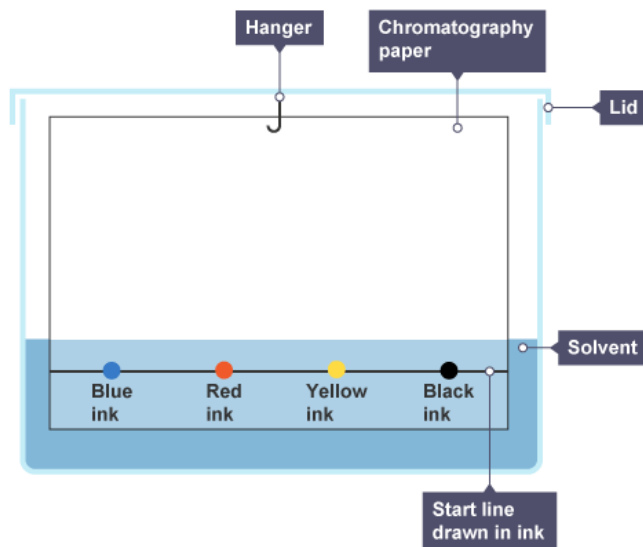 Hanger
Chromatography
paper
Lid
Solvent
Blue
ink
Red
ink
Yellow
ink
Black
ink
Start line
drawn in ink